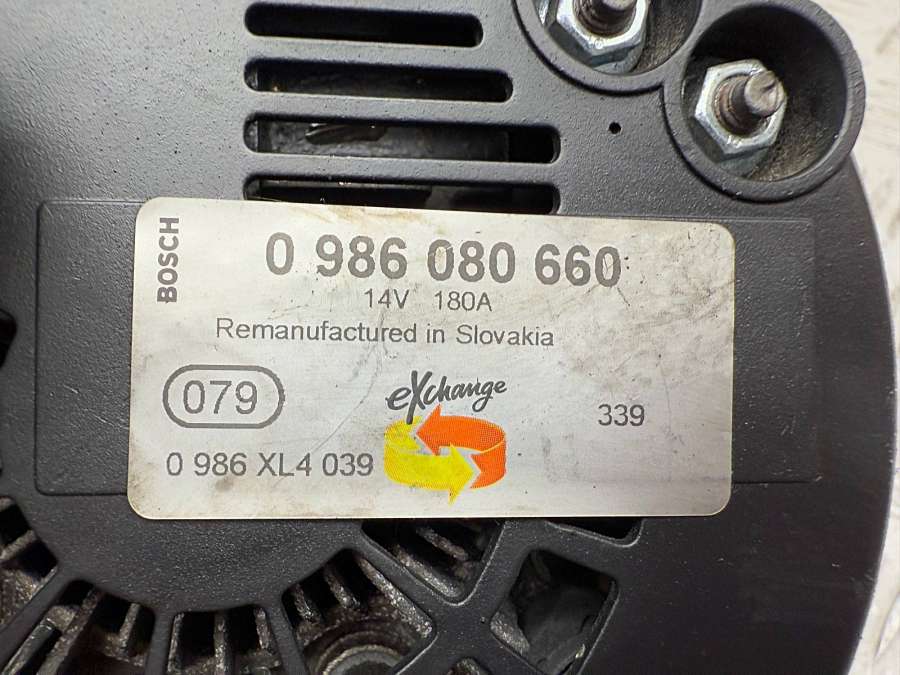 BOSCH
0 986 080 660
14V 180A
Remanufactured in Slovakia
079
eXchange
339
0 986 XL4 039